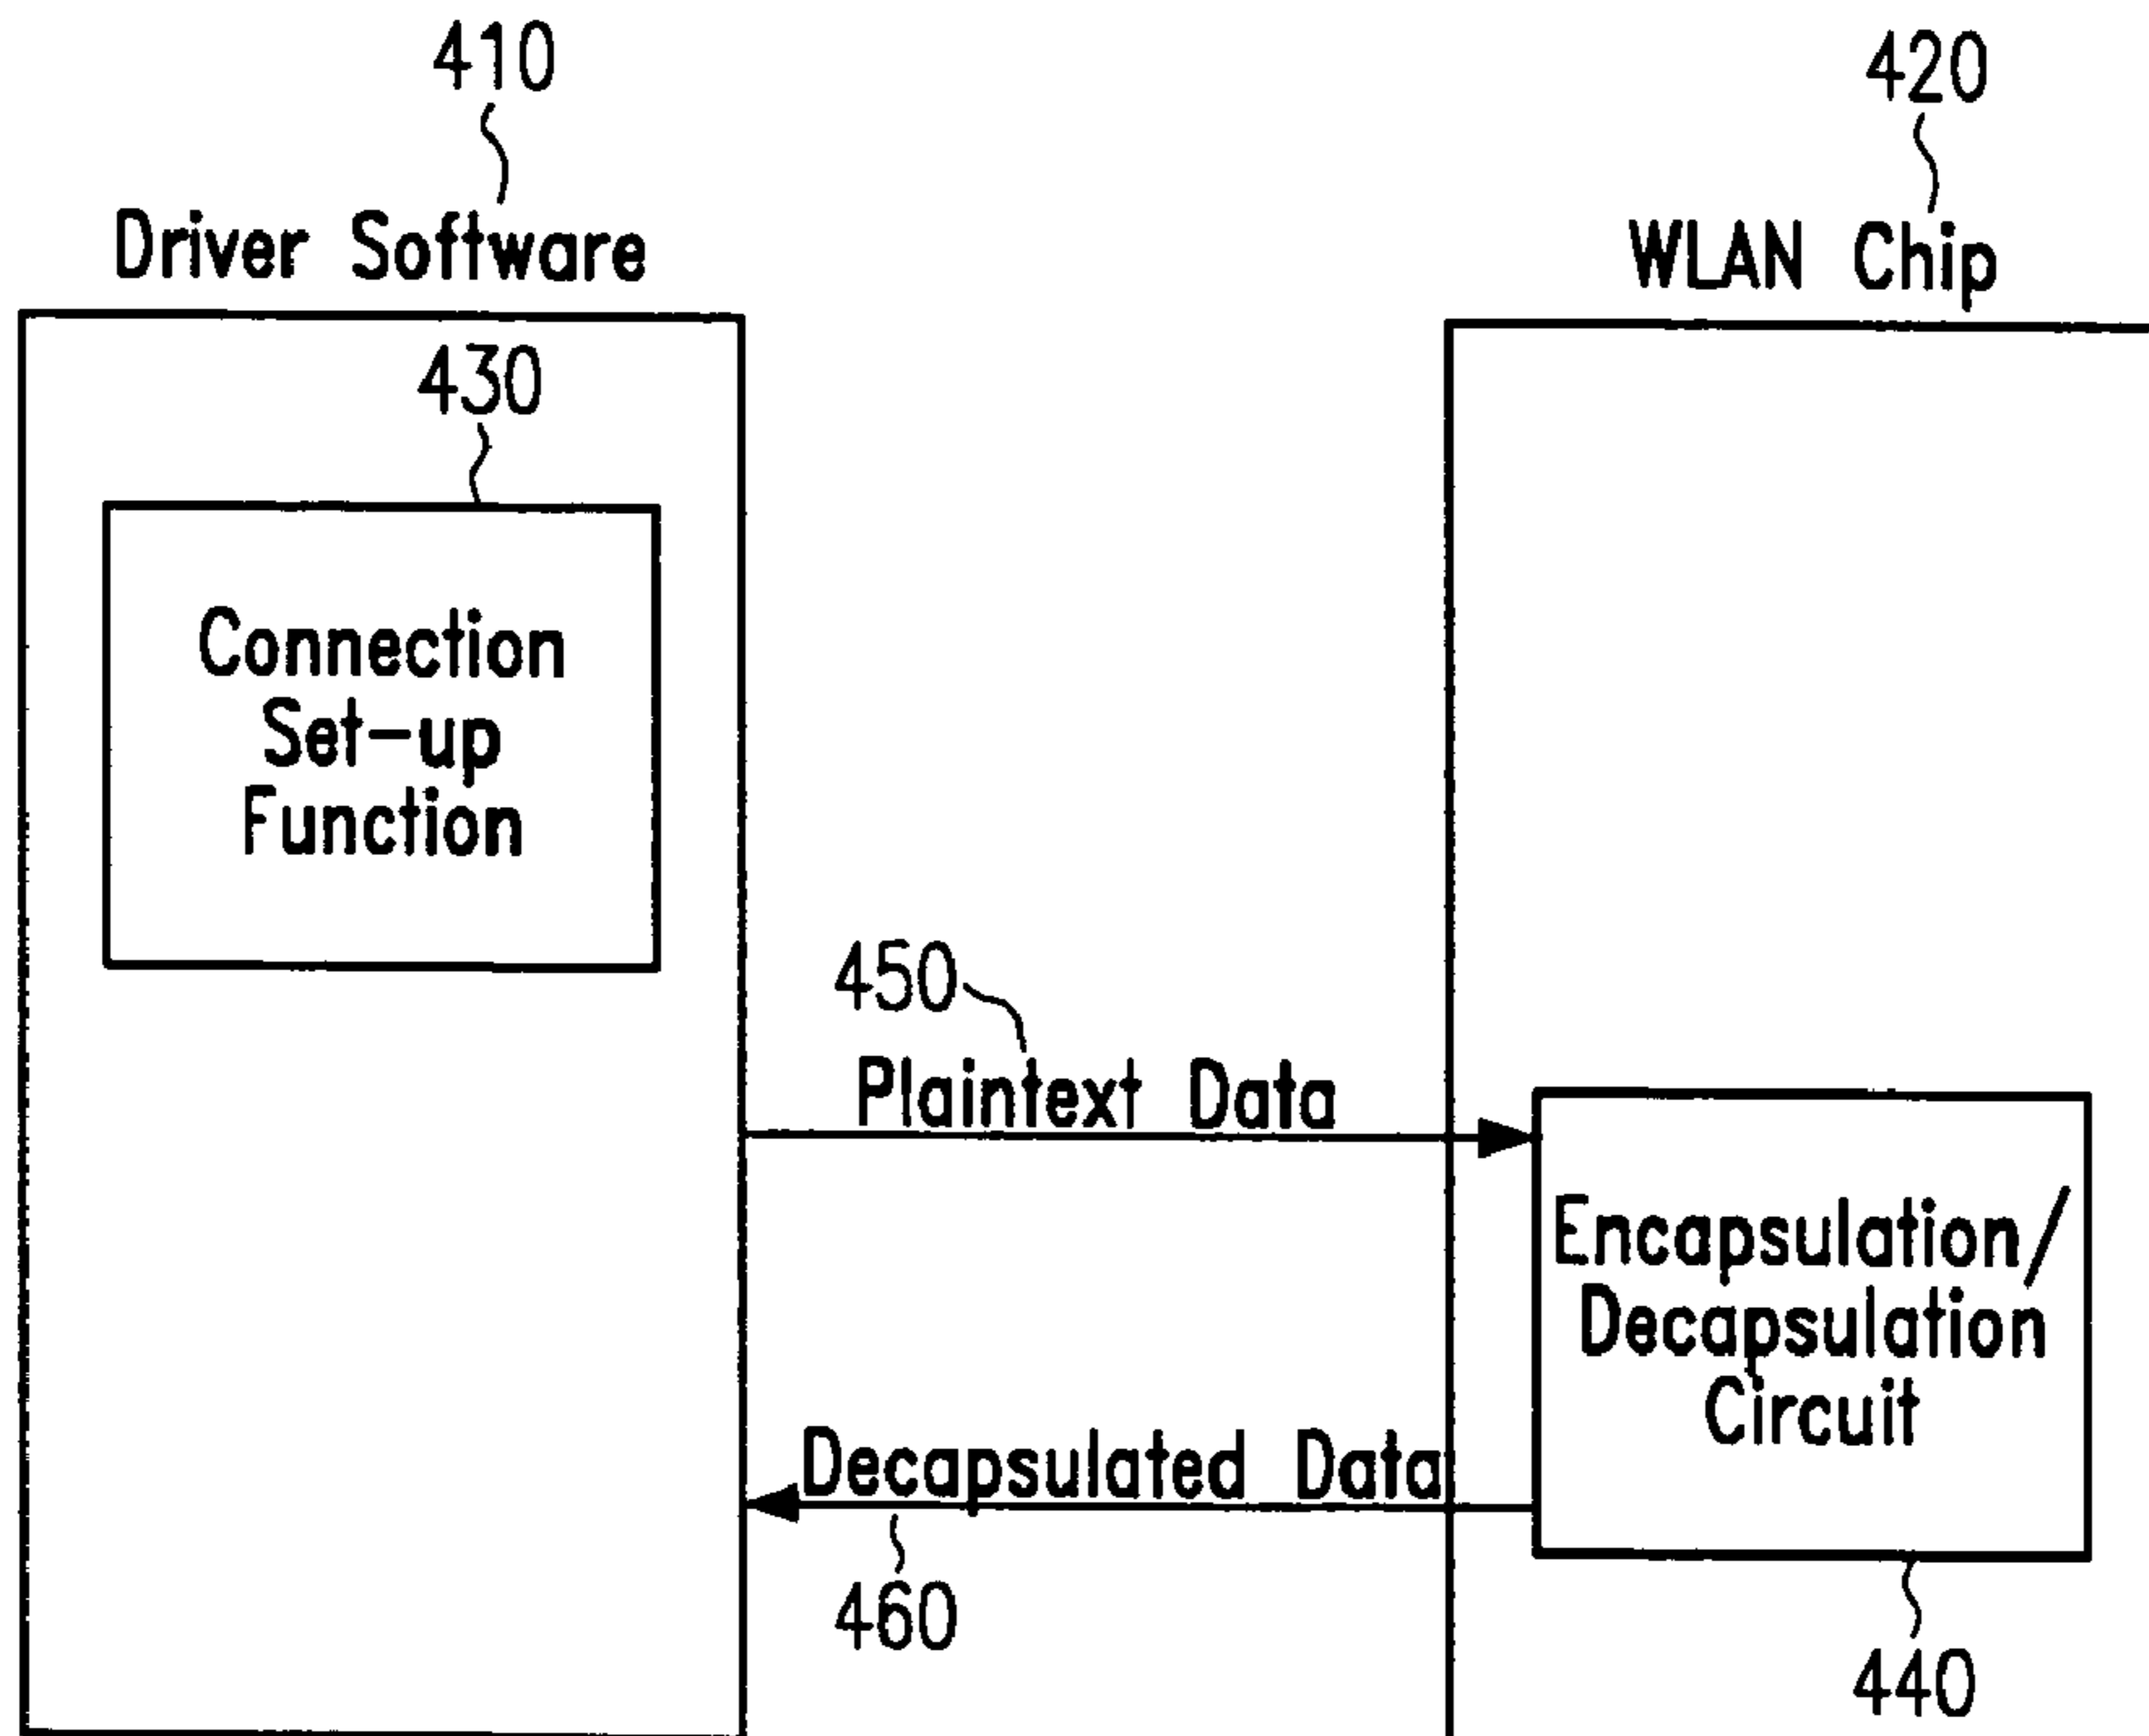 410
Driver Software
420
WLAN Chip
430
Connection
Set-up
Function
450
Plaintext Data
Encapsulation/
Decapsulation
Circuit
Decapsulated Data
460
440